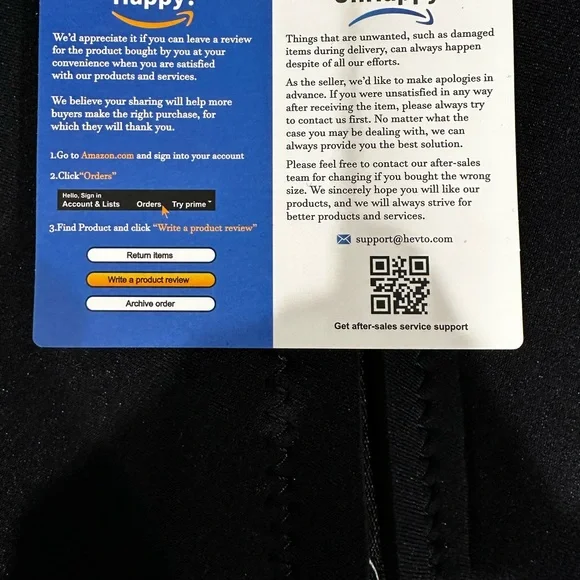 Happy?
We'd appreciate it if you can leave a review
for the product bought by you at your
convenience when you are satisfied
with our products and services.
We believe your sharing will help more
buyers make the right purchase, for
which they will thank you.
1.Go to Amazon.com and sign into your account
2.Click"Orders"
Hello, Sign in
Account & Lists Orders Try prime
3.Find Product and click "Write a product review"
Return items
Write a product review
Archive order
UnHappy
Things that are unwanted, such as damaged
items during delivery, can always happen
despite of all our efforts.
As the seller, we'd like to make apologies in
advance. If you were unsatisfied in any way
after receiving the item, please always try
to contact us first. No matter what the
case you may be dealing with, we can
always provide you the best solution.
Please feel free to contact our after-sales
team for changing if you bought the wrong
size. We sincerely hope you will like our
products, and we will always strive for
better products and services.
support@hevto.com
Get after-sales service support